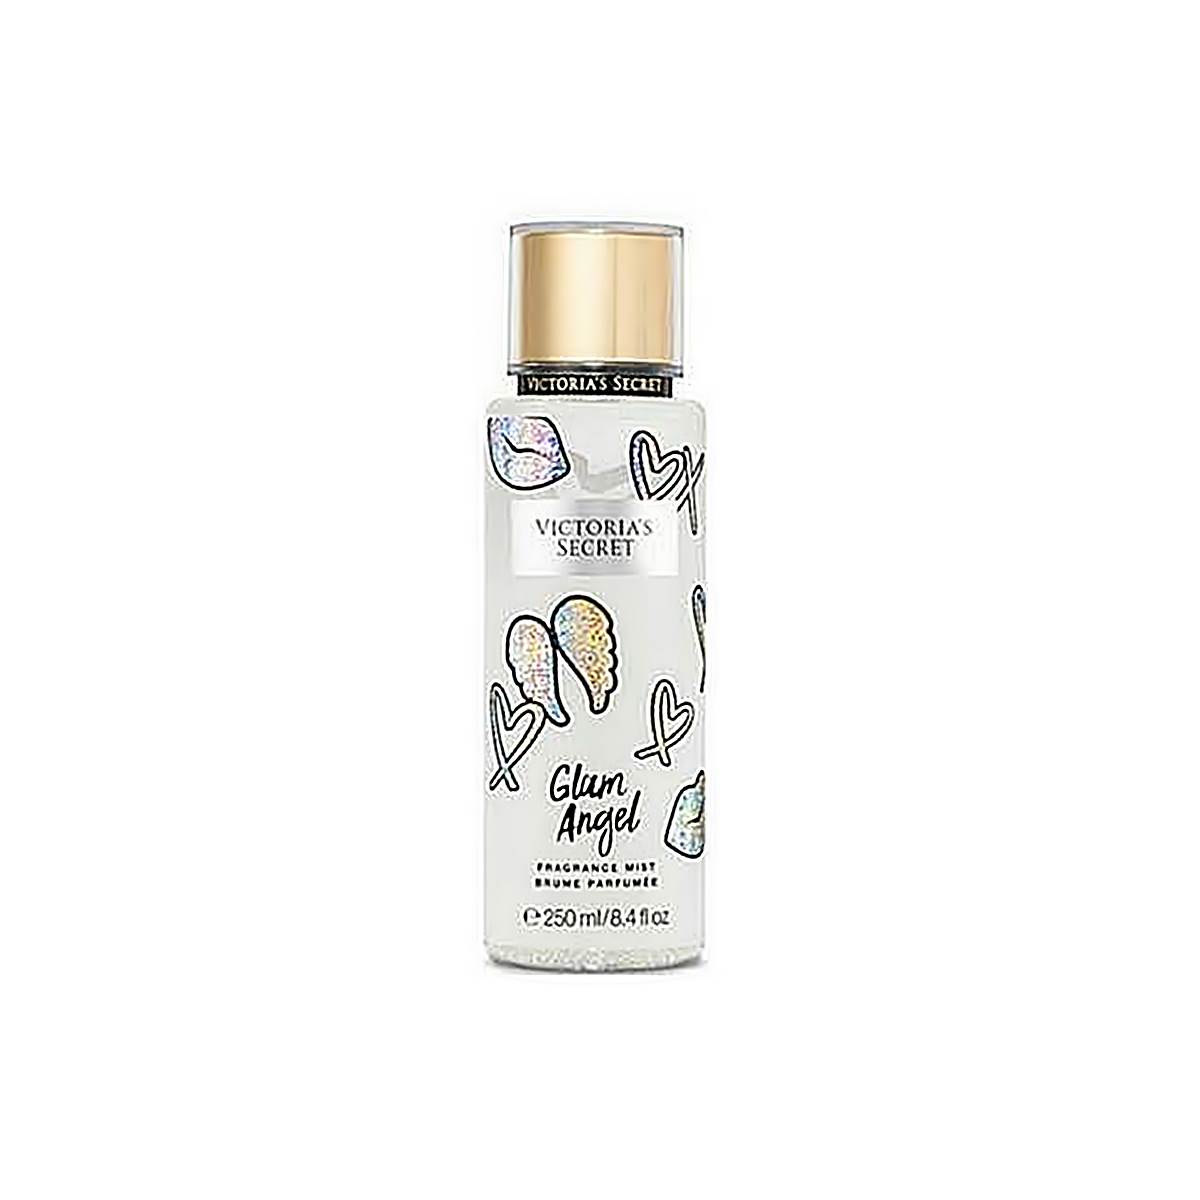 VICTORIA'S SECRET
VICTORIA'S
SECRET
Glam
Angel
FRAGRANCE MIST
BRUME PARFUMÉE
℮ 250 ml/8.4 fl oz